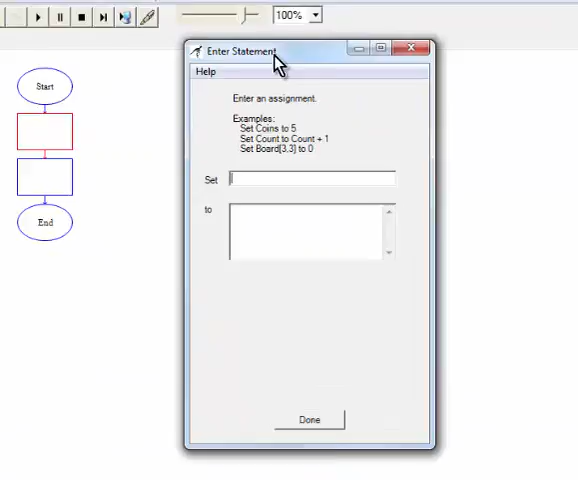 100%
Enter Statement
Help
Start
Enter an assignment.
Examples:
Set Coins to 5
Set Count to Count + 1
Set Board[3,3] to 0
Set
to
End
Done